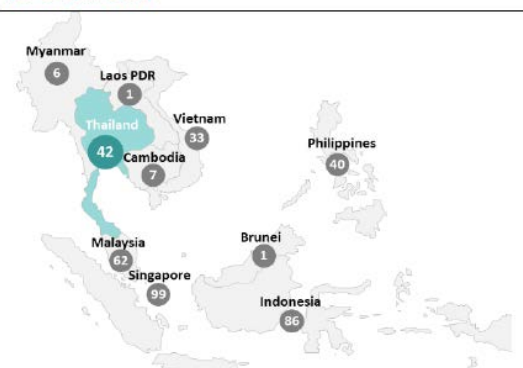 Myanmar
6
Laos PDR
1
Thailand
42
Vietnam
33
Cambodia
7
Philippines
40
Malaysia
62
Singapore
99
Brunei
1
Indonesia
86